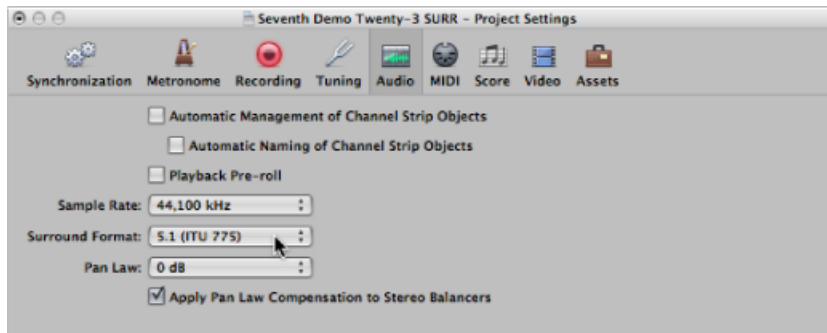 Seventh Demo Twenty-3 SURR – Project Settings
Synchronization Metronome Recording Tuning Audio MIDI Score Video Assets
Automatic Management of Channel Strip Objects
Automatic Naming of Channel Strip Objects
Playback Pre-roll
Sample Rate: 44,100 kHz
Surround Format: 5.1 (ITU 775)
Pan Law: 0 dB
Apply Pan Law Compensation to Stereo Balancers